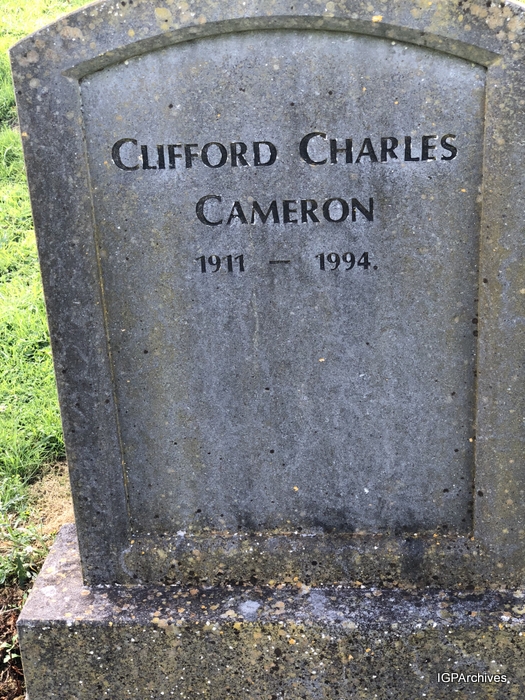 CLIFFORD CHARLES
CAMERON
1911 — 1994.
IGPArchives